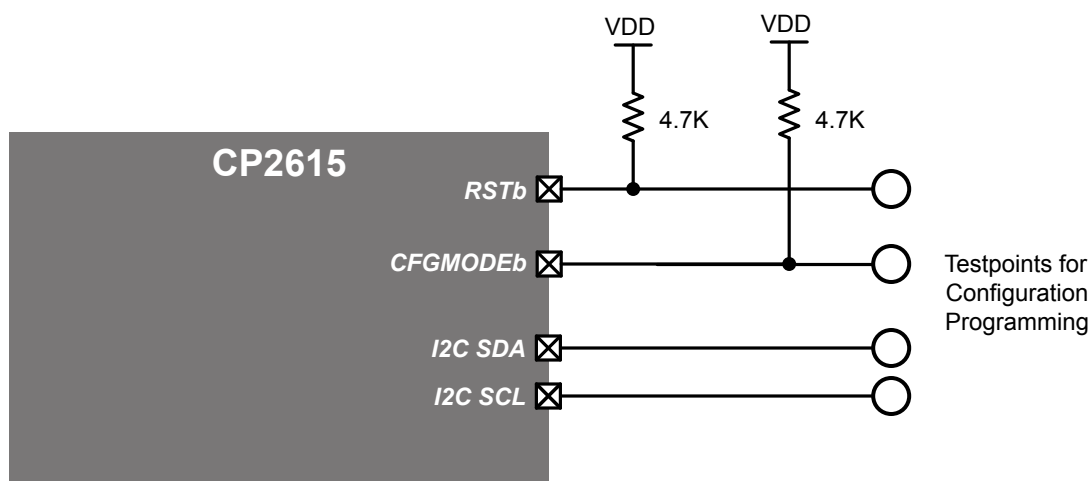 VDD VDD
4.7K 4.7K
CP2615
RSTb
CFGMODEb
Testpoints for
Configuration
Programming
I2C SDA
I2C SCL